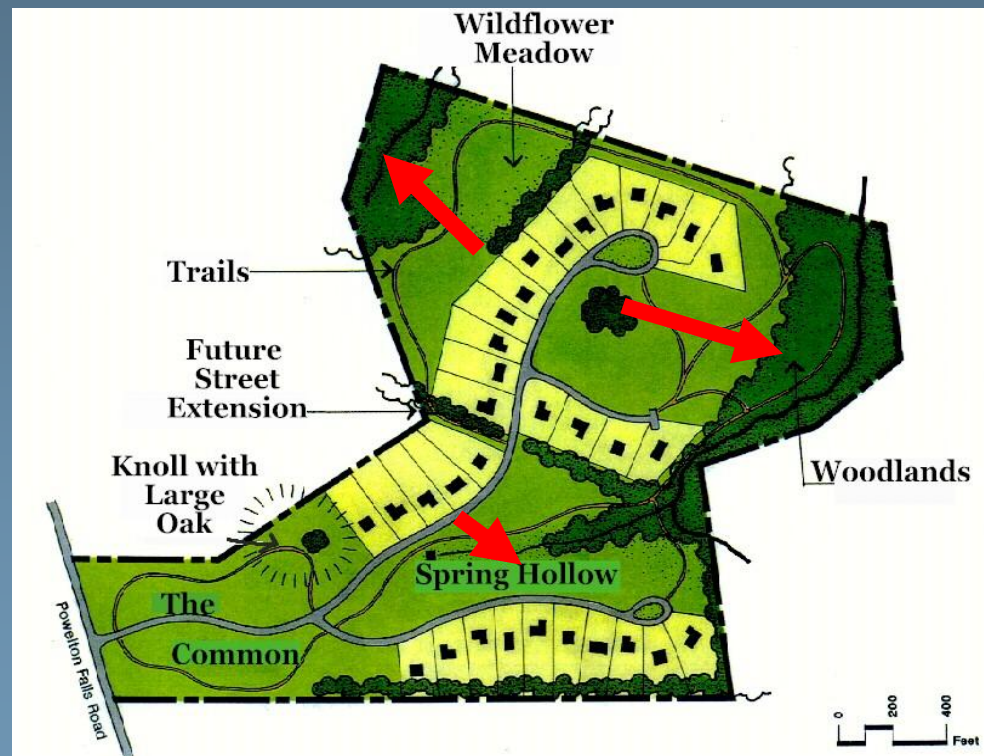 Wildflower
Meadow
Trails
Future
Street
Extension
Knoll with
Large
Oak
Woodlands
Spring Hollow
The
Common
Powelton Falls Road
0
200
400
Feet